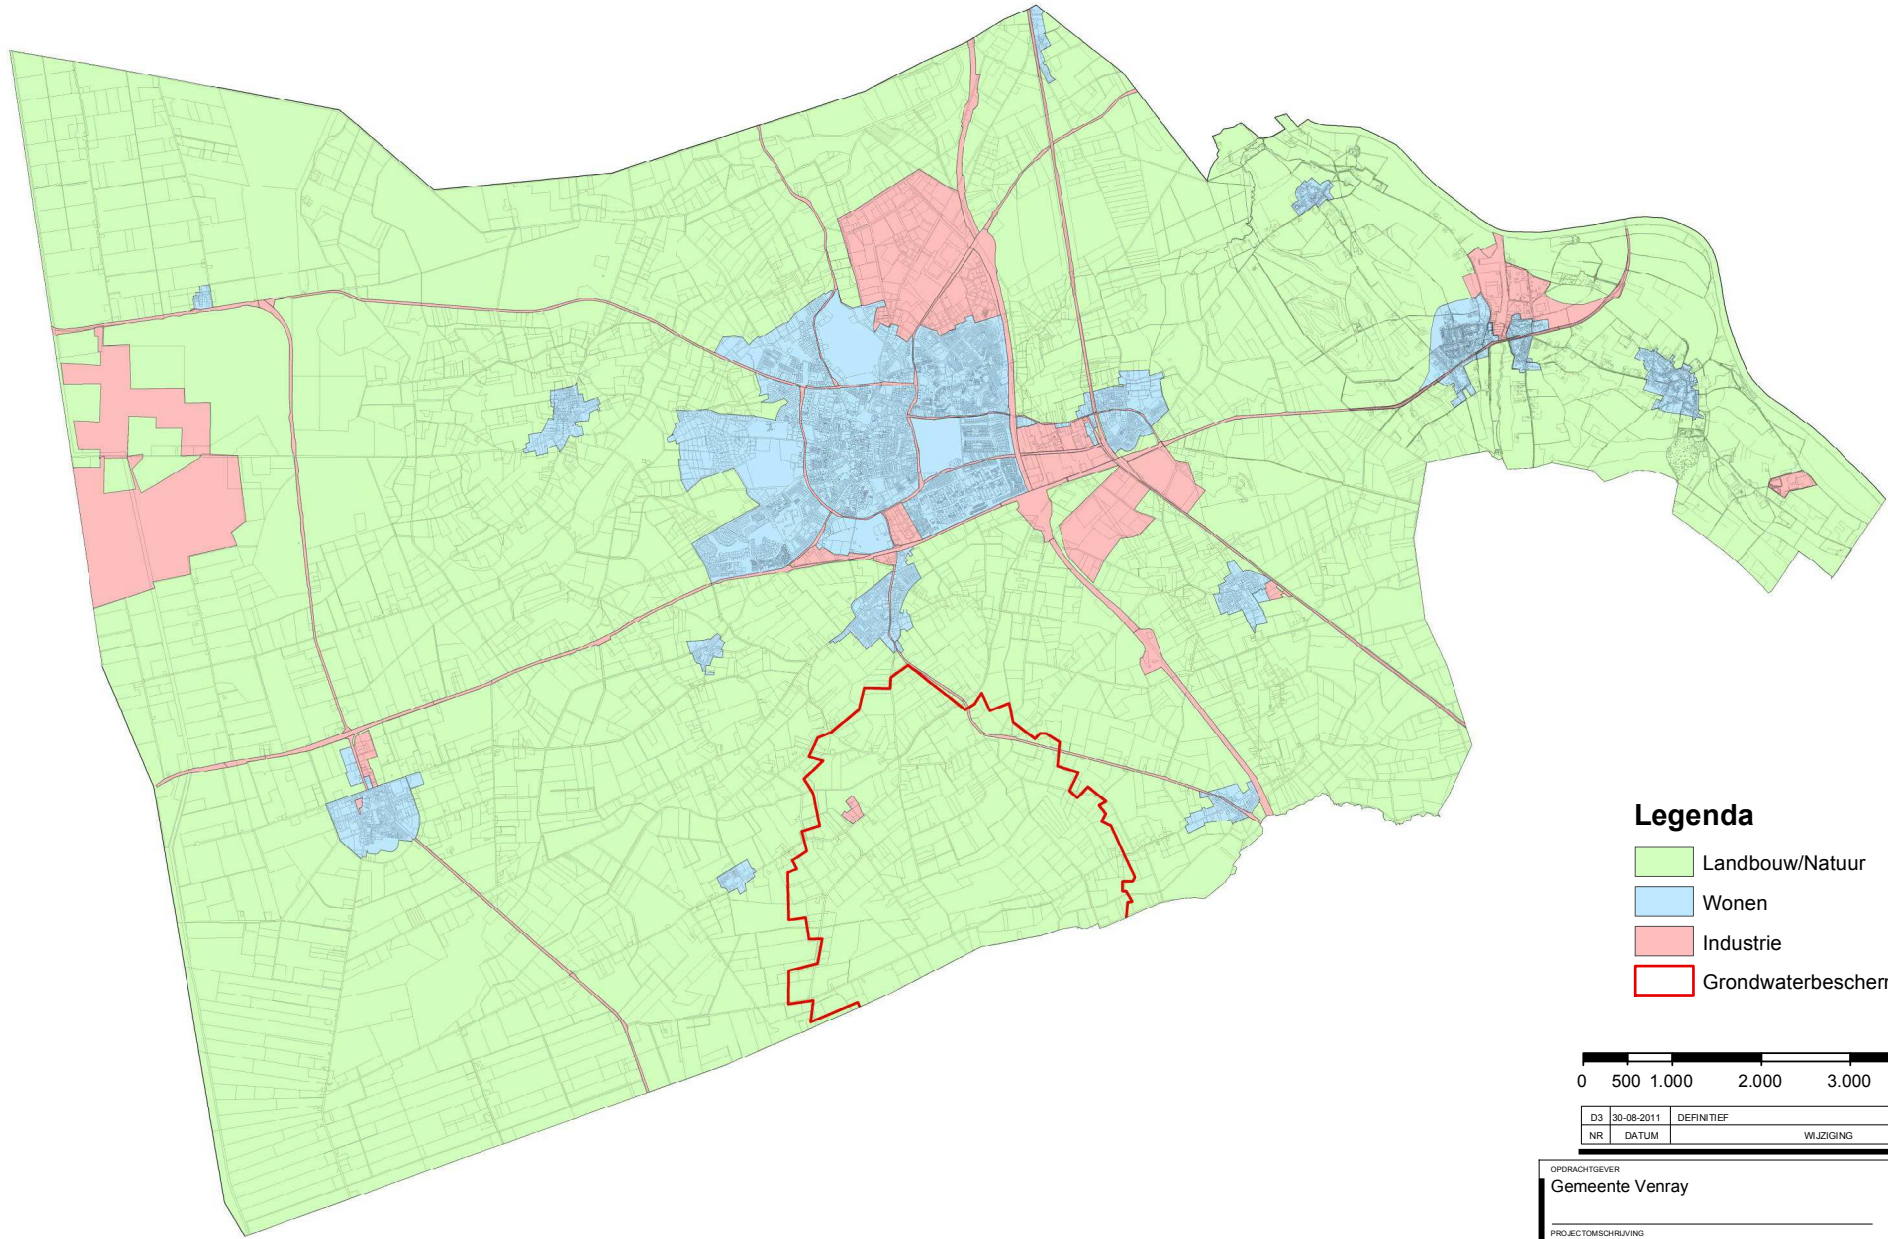 Legenda
Landbouw/Natuur
Wonen
Industrie
Grondwaterbescherm
0 500 1.000 2.000 3.000
D3 30-08-2011 DEFINITIEF
NR DATUM WIJZIGING
OPDRACHTGEVER
Gemeente Venray
PROJECTOMSCHRIJVING